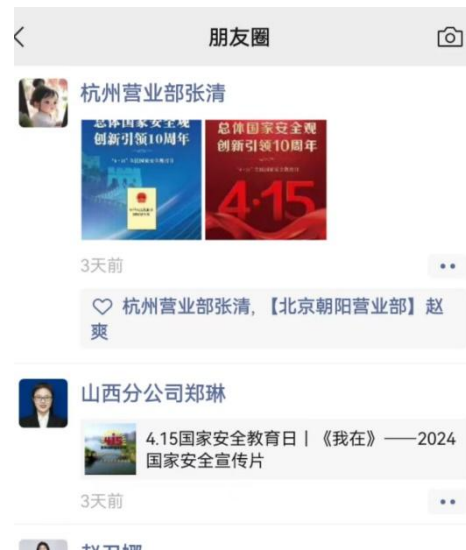 朋友圈
杭州营业部张清
总体国家安全观
创新引领10周年
总体国家安全观
创新引领10周年
4·15
3天前
杭州营业部张清,【北京朝阳营业部】赵
爽
山西分公司郑琳
4.15国家安全教育日丨《我在》——2024
国家安全宣传片
3天前